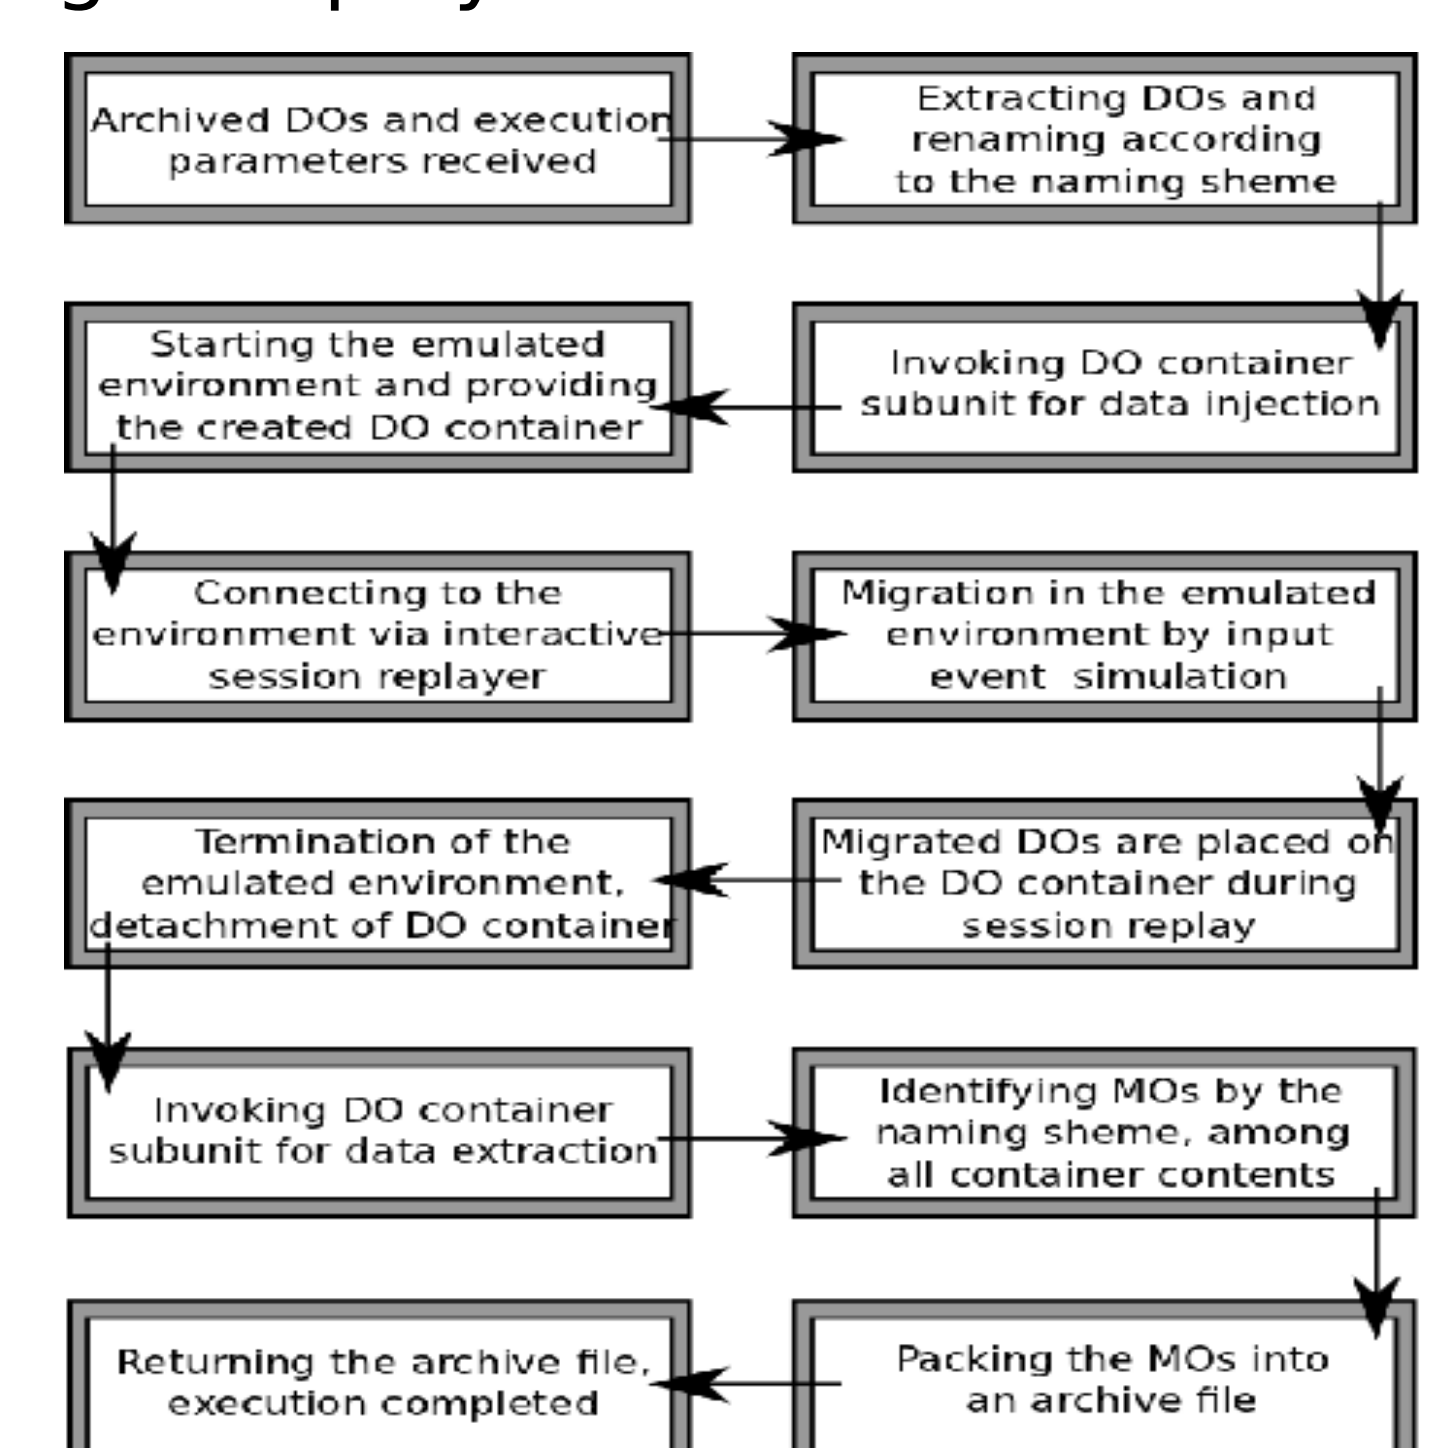 Archived DOs and execution
parameters received
Extracting DOs and
renaming according
to the naming sheme
Invoking DO container
subunit for data injection
Starting the emulated
environment and providing
the created DO container
Connecting to the
environment via interactive
session replayer
Migration in the emulated
environment by input
event simulation
Migrated DOs are placed on
the DO container during
session replay
Termination of the
emulated environment,
detachment of DO container
Invoking DO container
subunit for data extraction
Identifying MOs by the
naming sheme, among
all container contents
Packing the MOs into
an archive file
Returning the archive file,
execution completed